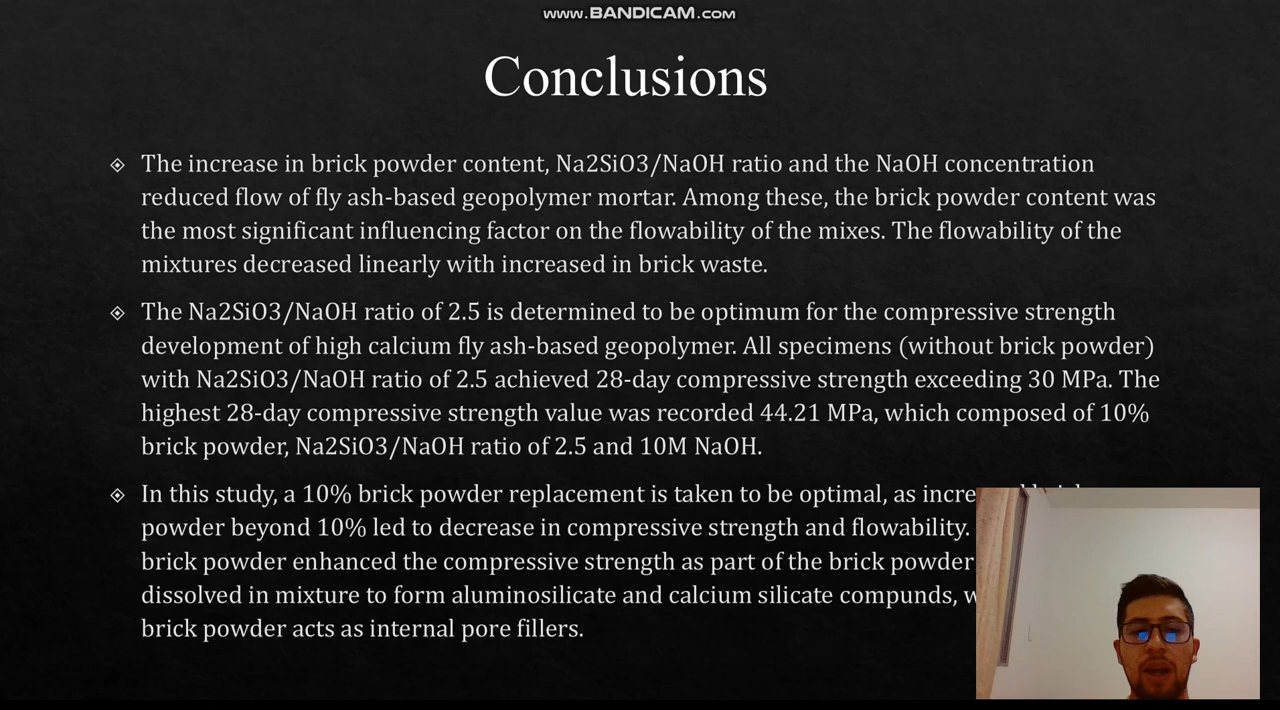 www.BANDICAM.com
Conclusions
The increase in brick powder content, Na2SiO3/NaOH ratio and the NaOH concentration
reduced flow of fly ash-based geopolymer mortar. Among these, the brick powder content was
the most significant influencing factor on the flowability of the mixes. The flowability of the
mixtures decreased linearly with increased in brick waste.
The Na2SiO3/NaOH ratio of 2.5 is determined to be optimum for the compressive strength
development of high calcium fly ash-based geopolymer. All specimens (without brick powder)
with Na2SiO3/NaOH ratio of 2.5 achieved 28-day compressive strength exceeding 30 MPa. The
highest 28-day compressive strength value was recorded 44.21 MPa, which composed of 10%
brick powder, Na2SiO3/NaOH ratio of 2.5 and 10M NaOH.
In this study, a 10% brick powder replacement is taken to be optimal, as
powder beyond 10% led to decrease in compressive strength and flowability.
brick powder enhanced the compressive strength as part of the brick powder
dissolved in mixture to form aluminosilicate and calcium silicate compunds,
brick powder acts as internal pore fillers.